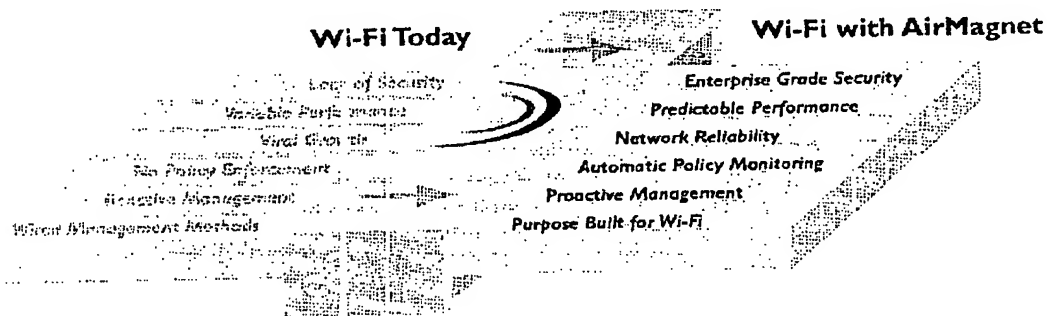 Wi-Fi Today
Wi-Fi with AirMagnet
of Security
Enterprise Grade Security
Variable Performance
Predictable Performance
Viral Growth
Network Reliability
No Policy Enforcement
Automatic Policy Monitoring
Reactive Management
Proactive Management
Wired Management Methods
Purpose Built for Wi-Fi